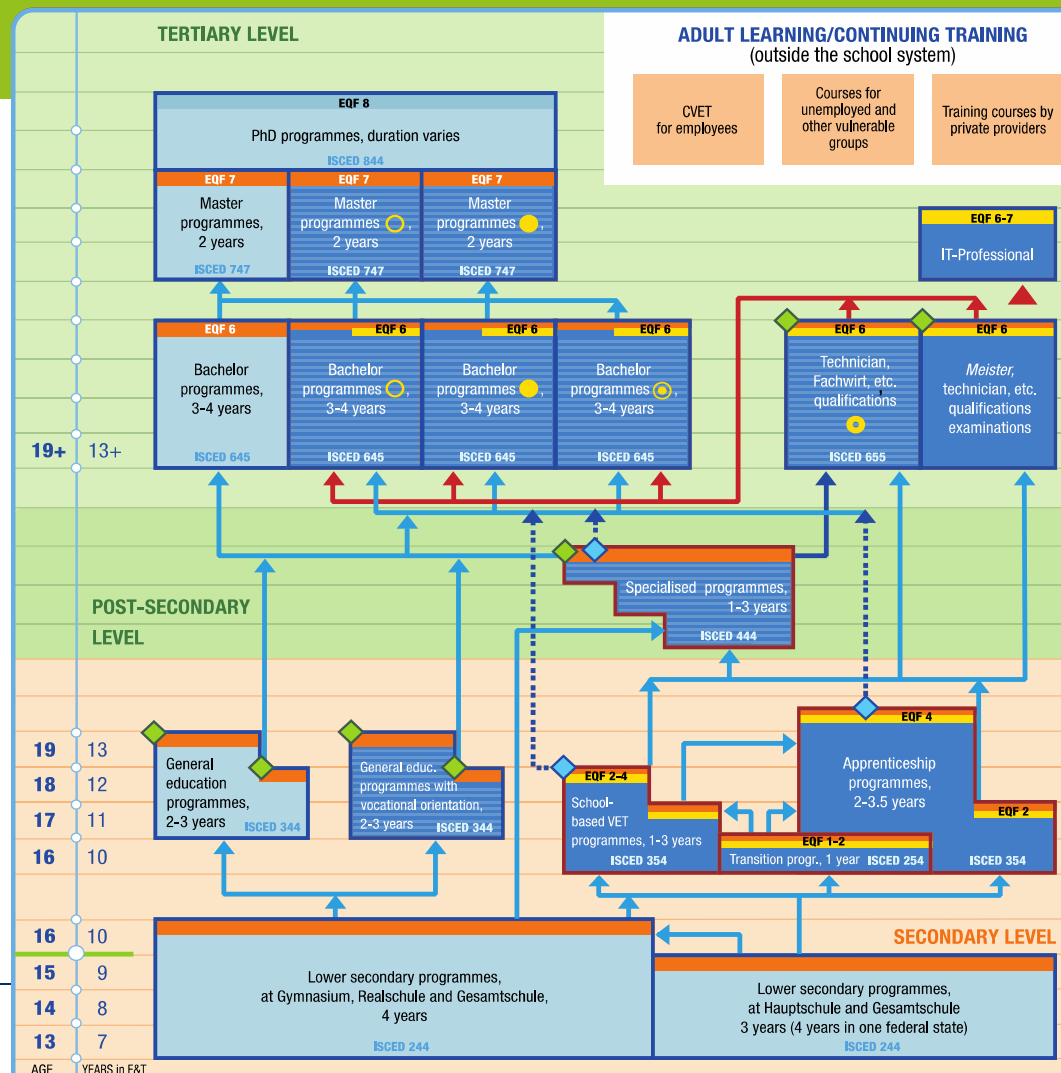 TERTIARY LEVEL
ADULT LEARNING/CONTINUING TRAINING
(outside the school system)
CVET
for employees
Courses for
unemployed and
other vulnerable
groups
Training courses by
private providers
EQF 8
PhD programmes, duration varies
ISCED 844
EQF 7
Master
programmes,
2 years
ISCED 747
EQF 7
Master
programmes ,
2 years
ISCED 747
EQF 7
Master
programmes ,
2 years
ISCED 747
EQF 6-7
IT-Professional
EQF 6
Bachelor
programmes,
3-4 years
ISCED 645
EQF 6
Bachelor
programmes ,
3-4 years
ISCED 645
EQF 6
Bachelor
programmes ,
3-4 years
ISCED 645
EQF 6
Bachelor
programmes ,
3-4 years
ISCED 645
EQF 6
Technician,
Fachwirt, etc.
qualifications
ISCED 655
EQF 6
Meister,
technician, etc.
qualifications
examinations
19+ 13+
POST-SECONDARY
LEVEL
Specialised programmes,
1-3 years
ISCED 444
19 13
18 12
17 11
16 10
General
education
programmes,
2-3 years
ISCED 344
General educ.
programmes with
vocational orientation,
2-3 years
ISCED 344
EQF 2-4
School-
based VET
programmes, 1-3 years
ISCED 354
EQF 1-2
Transition progr., 1 year ISCED 254
EQF 4
Apprenticeship
programmes,
2-3.5 years
EQF 2
ISCED 354
SECONDARY LEVEL
16 10
15 9
14 8
13 7
Lower secondary programmes,
at Gymnasium, Realschule and Gesamtschule,
4 years
ISCED 244
Lower secondary programmes,
at Hauptschule and Gesamtschule
3 years (4 years in one federal state)
ISCED 244
AGE YEARS in E&T